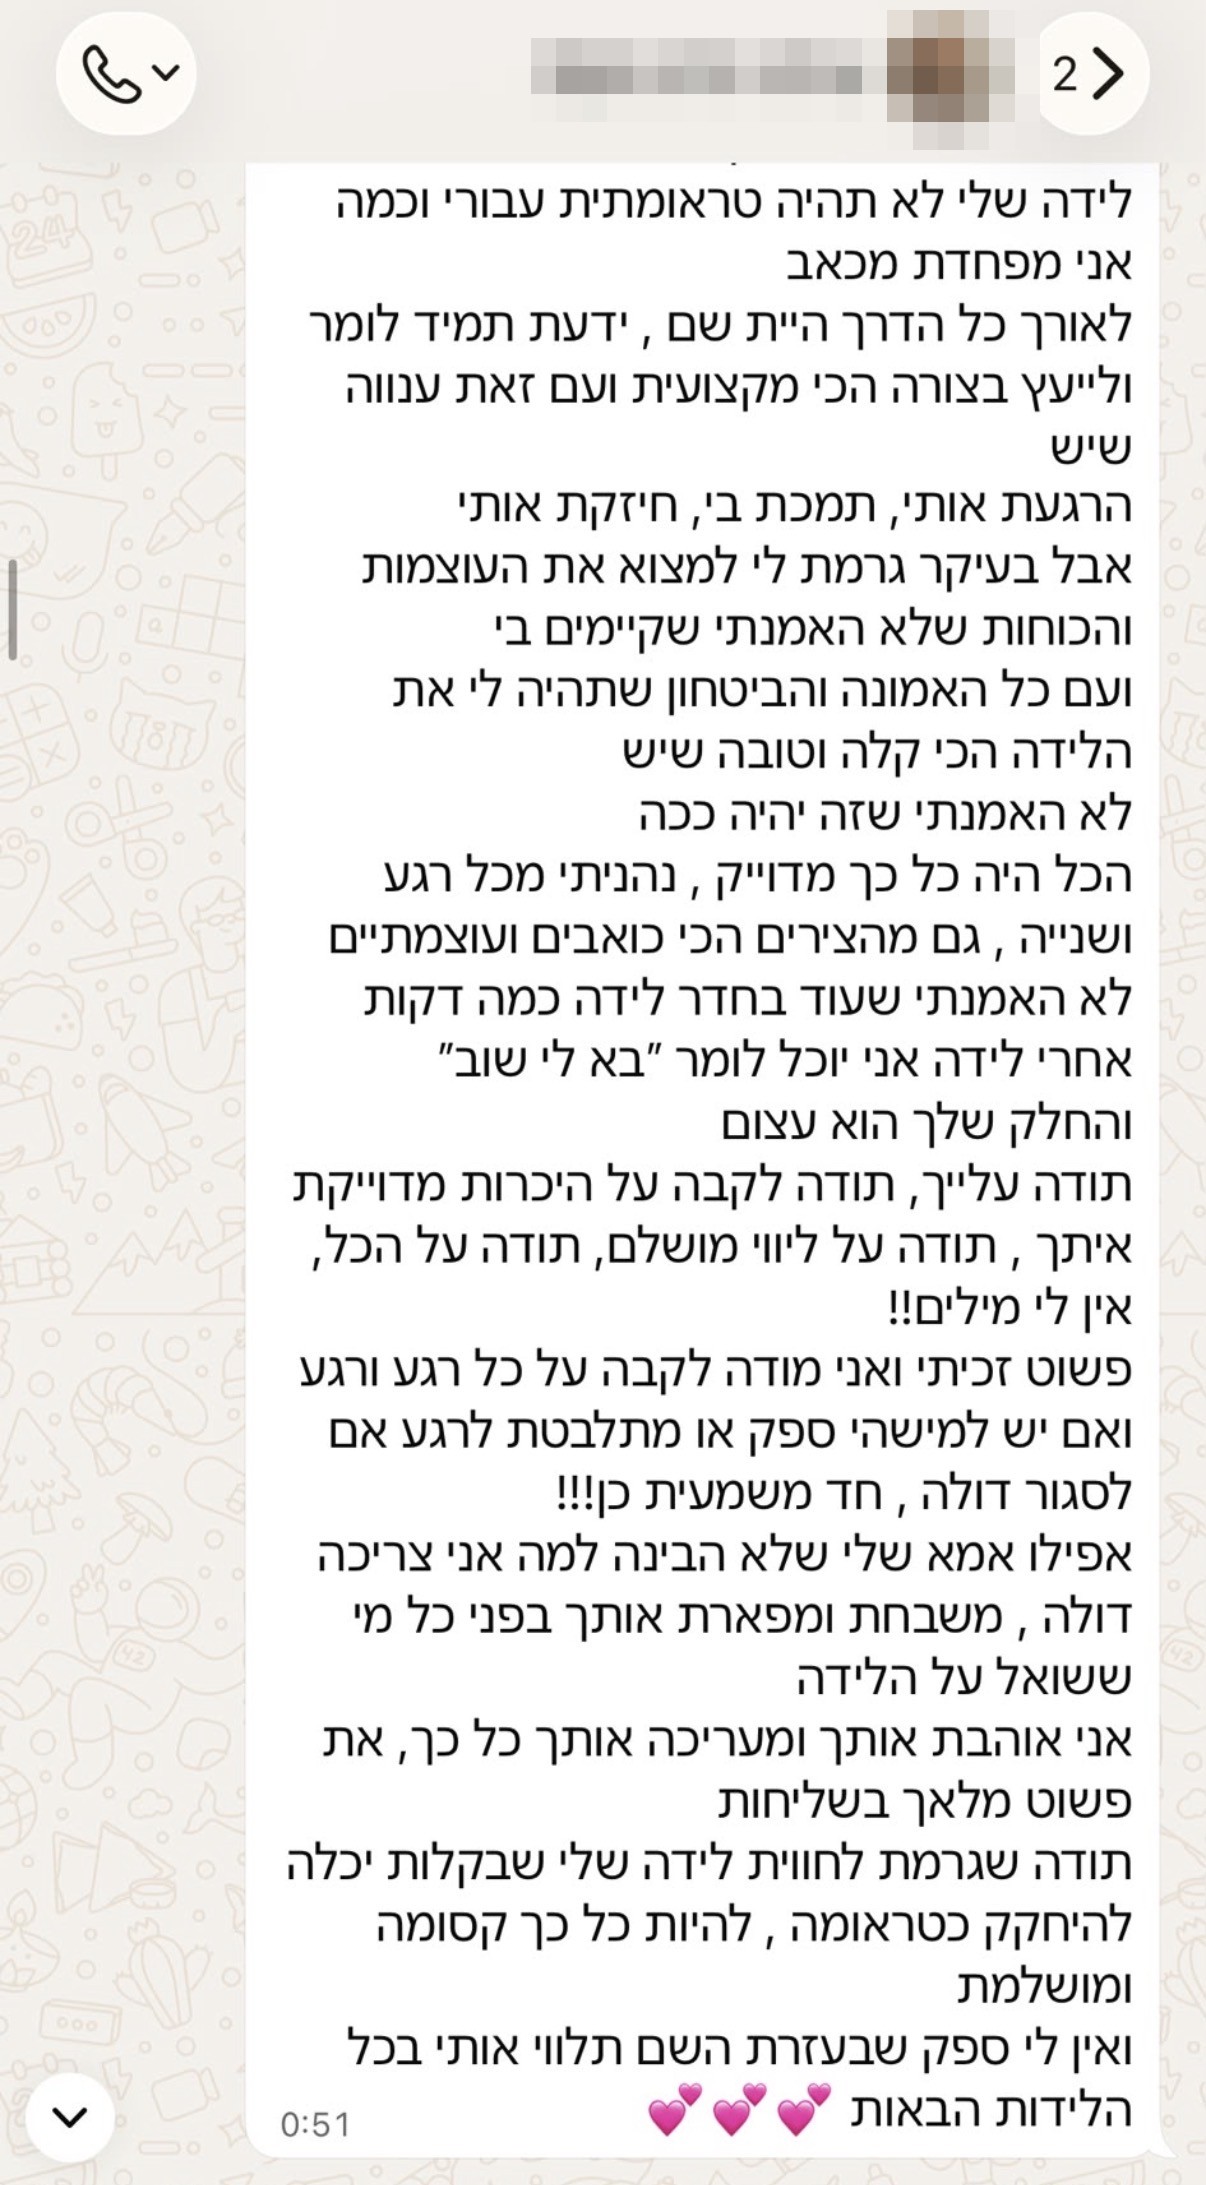 2
לידה שלי לא תהיה טראומתית עבורי וכמה
אני מפחדת מכאב
לאורך כל הדרך היית שם , ידעת תמיד לומר
ולייעץ בצורה הכי מקצועית ועם זאת ענווה
שיש
הרגעת אותי, תמכת בי, חיזקת אותי
אבל בעיקר גרמת לי למצוא את העוצמות
והכוחות שלא האמנתי שקיימים בי
ועם כל האמונה והביטחון שתהיה לי את
הלידה הכי קלה וטובה שיש
לא האמנתי שזה יהיה ככה
הכל היה כל כך מדוייק , נהניתי מכל רגע
ושנייה , גם מהצירים הכי כואבים ועוצמתיים
לא האמנתי שעוד בחדר לידה כמה דקות
אחרי לידה אני יוכל לומר ״בא לי שוב״
והחלק שלך הוא עצום
תודה עלייך, תודה לקבה על היכרות מדוייקת
איתך , תודה על ליווי מושלם, תודה על הכל,
אין לי מילים!!
פשוט זכיתי ואני מודה לקבה על כל רגע ורגע
ואם יש למישהי ספק או מתלבטת לרגע אם
לסגור דולה , חד משמעית כן!!!
אפילו אמא שלי שלא הבינה למה אני צריכה
דולה , משבחת ומפארת אותך בפני כל מי
ששואל על הלידה
אני אוהבת אותך ומעריכה אותך כל כך, את
פשוט מלאך בשליחות
תודה שגרמת לחווית לידה שלי שבקלות יכלה
להיחקק כטראומה , להיות כל כך קסומה
ומושלמת
ואין לי ספק שבעזרת השם תלווי אותי בכל
הלידות הבאות 💕💕💕
0:51